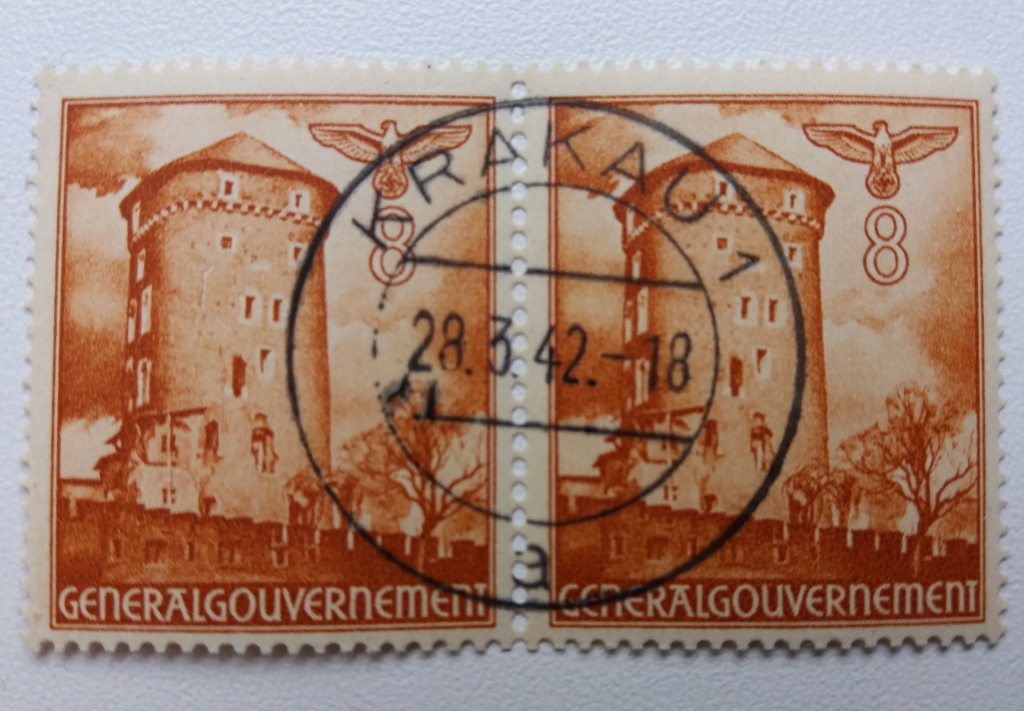 KRAKAU 1
8 8
28.3.42.-18
a
GENERALGOUVERNEMENT GENERALGOUVERNEMENT